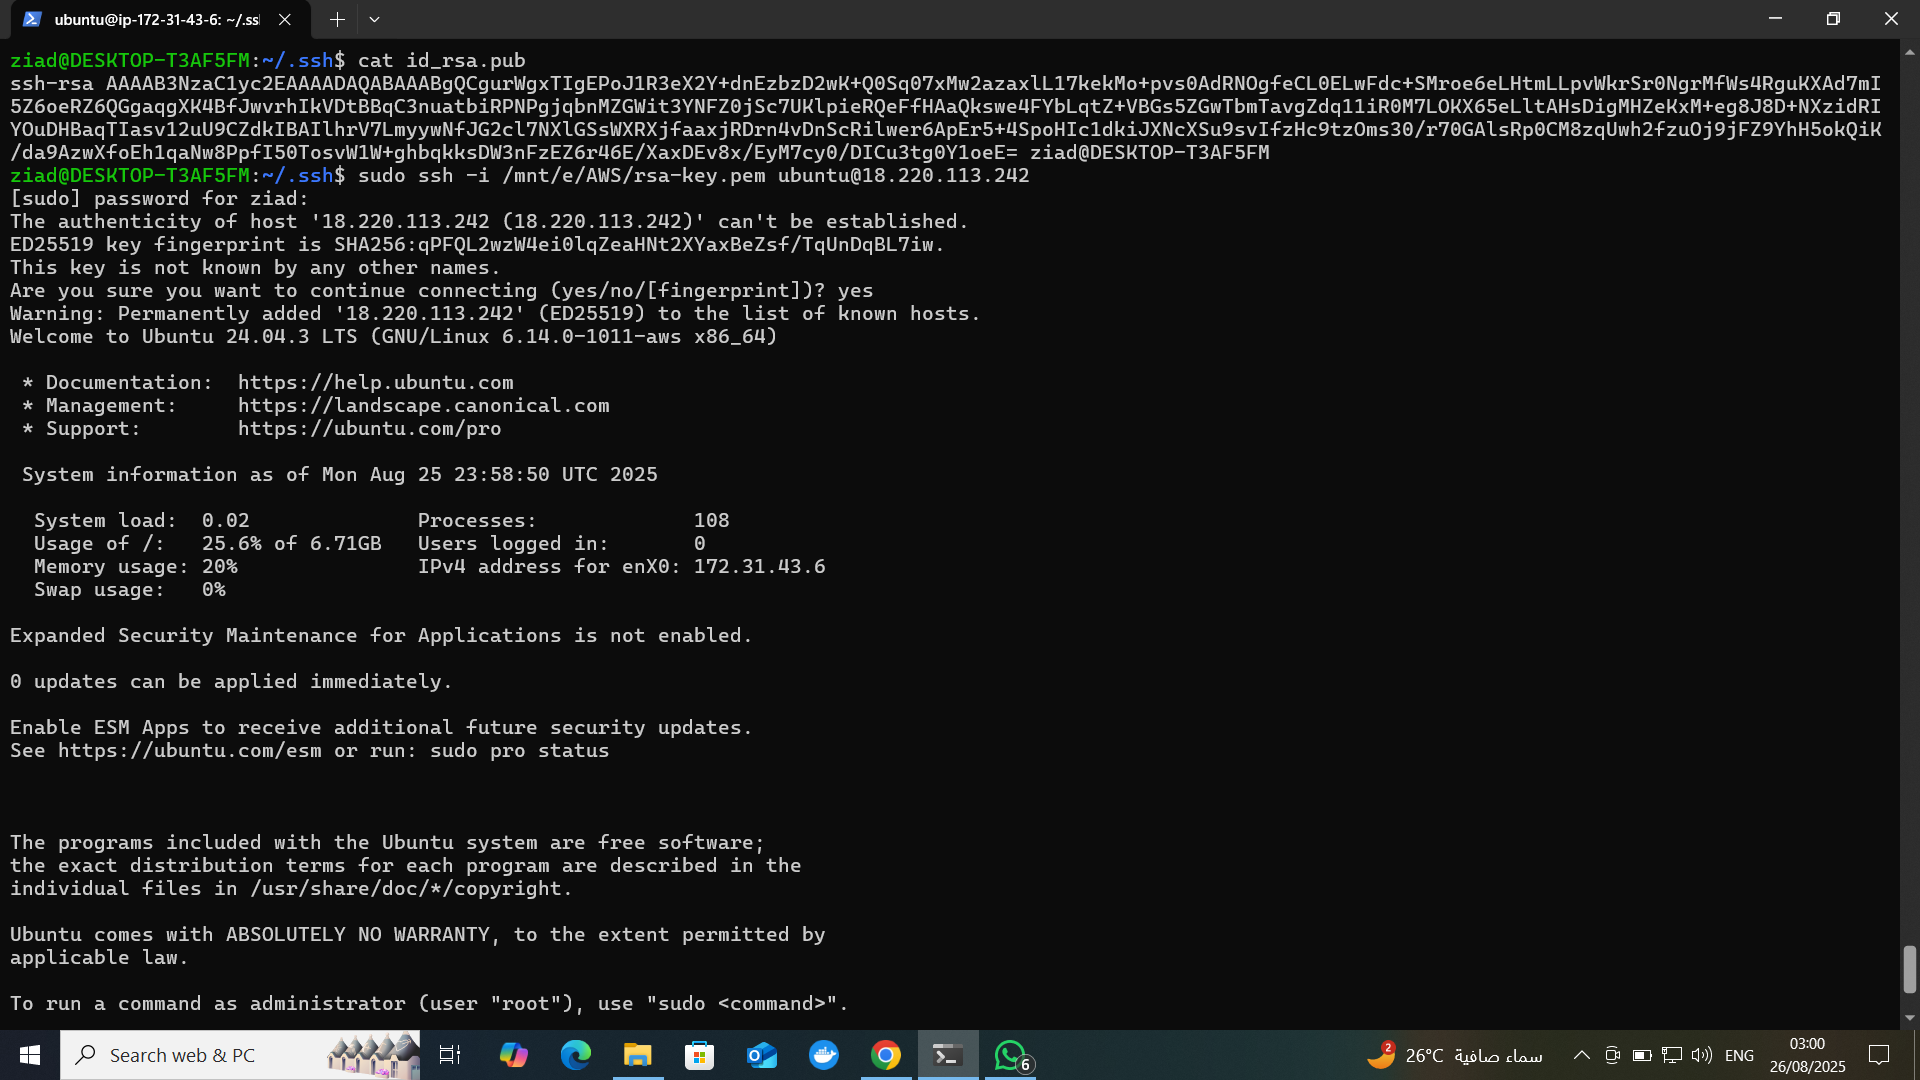 ubuntu@ip-172-31-43-6: ~/.ss
ziad@DESKTOP-T3AF5FM:~/.ssh$ cat id_rsa.pub
ssh-rsa AAAAB3NzaC1yc2EAAAADAQABAAABgQCgurWgxTIgEPoJ1R3eX2Y+dnEzbzD2wK+Q0Sq07xMw2azaxlL17kekMo+pvs0AdRNOgfeCL0ELwFdc+SMroe6eLHtmLLpvWkrSr0NgrMfWs4RguKXAd7mI
5Z6oeRZ6QGgaqgXK4BfJwvrhIkVDtBBqC3nuatbiRPNPgjqbnMZGWit3YNFZ0jSc7UKlpieRQeFfHAaQkswe4FYbLqtZ+VBGs5ZGwTbmTavgZdq11iR0M7LOKX65eLltAHsDigMHZeKxM+eg8J8D+NXzidRI
YOuDHBaqTIasv12uU9CZdkIBAIlhrV7LmyywNfJG2cl7NXlGSsWXRXjfaaxjRDrn4vDnScRilwer6ApEr5+4SpoHIc1dkiJXNcXSu9svIfzHc9tzOms30/r70GAlsRp0CM8zqUwh2fzuOj9jFZ9YhH5okQiK
/da9AzwXfoEh1qaNw8PpfI50TosvW1W+ghbqkksDW3nFzEZ6r46E/XaxDEv8x/EyM7cy0/DICu3tg0Y1oeE= ziad@DESKTOP-T3AF5FM
ziad@DESKTOP-T3AF5FM:~/.ssh$ sudo ssh -i /mnt/e/AWS/rsa-key.pem ubuntu@18.220.113.242
[sudo] password for ziad:
The authenticity of host '18.220.113.242 (18.220.113.242)' can't be established.
ED25519 key fingerprint is SHA256:qPFQL2wzW4ei0lqZeaHNt2XYaxBeZsf/TqUnDqBL7iw.
This key is not known by any other names.
Are you sure you want to continue connecting (yes/no/[fingerprint])? yes
Warning: Permanently added '18.220.113.242' (ED25519) to the list of known hosts.
Welcome to Ubuntu 24.04.3 LTS (GNU/Linux 6.14.0-1011-aws x86_64)
* Documentation: https://help.ubuntu.com
* Management: https://landscape.canonical.com
* Support: https://ubuntu.com/pro
System information as of Mon Aug 25 23:58:50 UTC 2025
System load: 0.02 Processes: 108
Usage of /: 25.6% of 6.71GB Users logged in: 0
Memory usage: 20% IPv4 address for enX0: 172.31.43.6
Swap usage: 0%
Expanded Security Maintenance for Applications is not enabled.
0 updates can be applied immediately.
Enable ESM Apps to receive additional future security updates.
See https://ubuntu.com/esm or run: sudo pro status
The programs included with the Ubuntu system are free software;
the exact distribution terms for each program are described in the
individual files in /usr/share/doc/*/copyright.
Ubuntu comes with ABSOLUTELY NO WARRANTY, to the extent permitted by
applicable law.
To run a command as administrator (user "root"), use "sudo <command>".
Search web & PC
6
2
26°C سماء صافية
ENG
03:00
26/08/2025